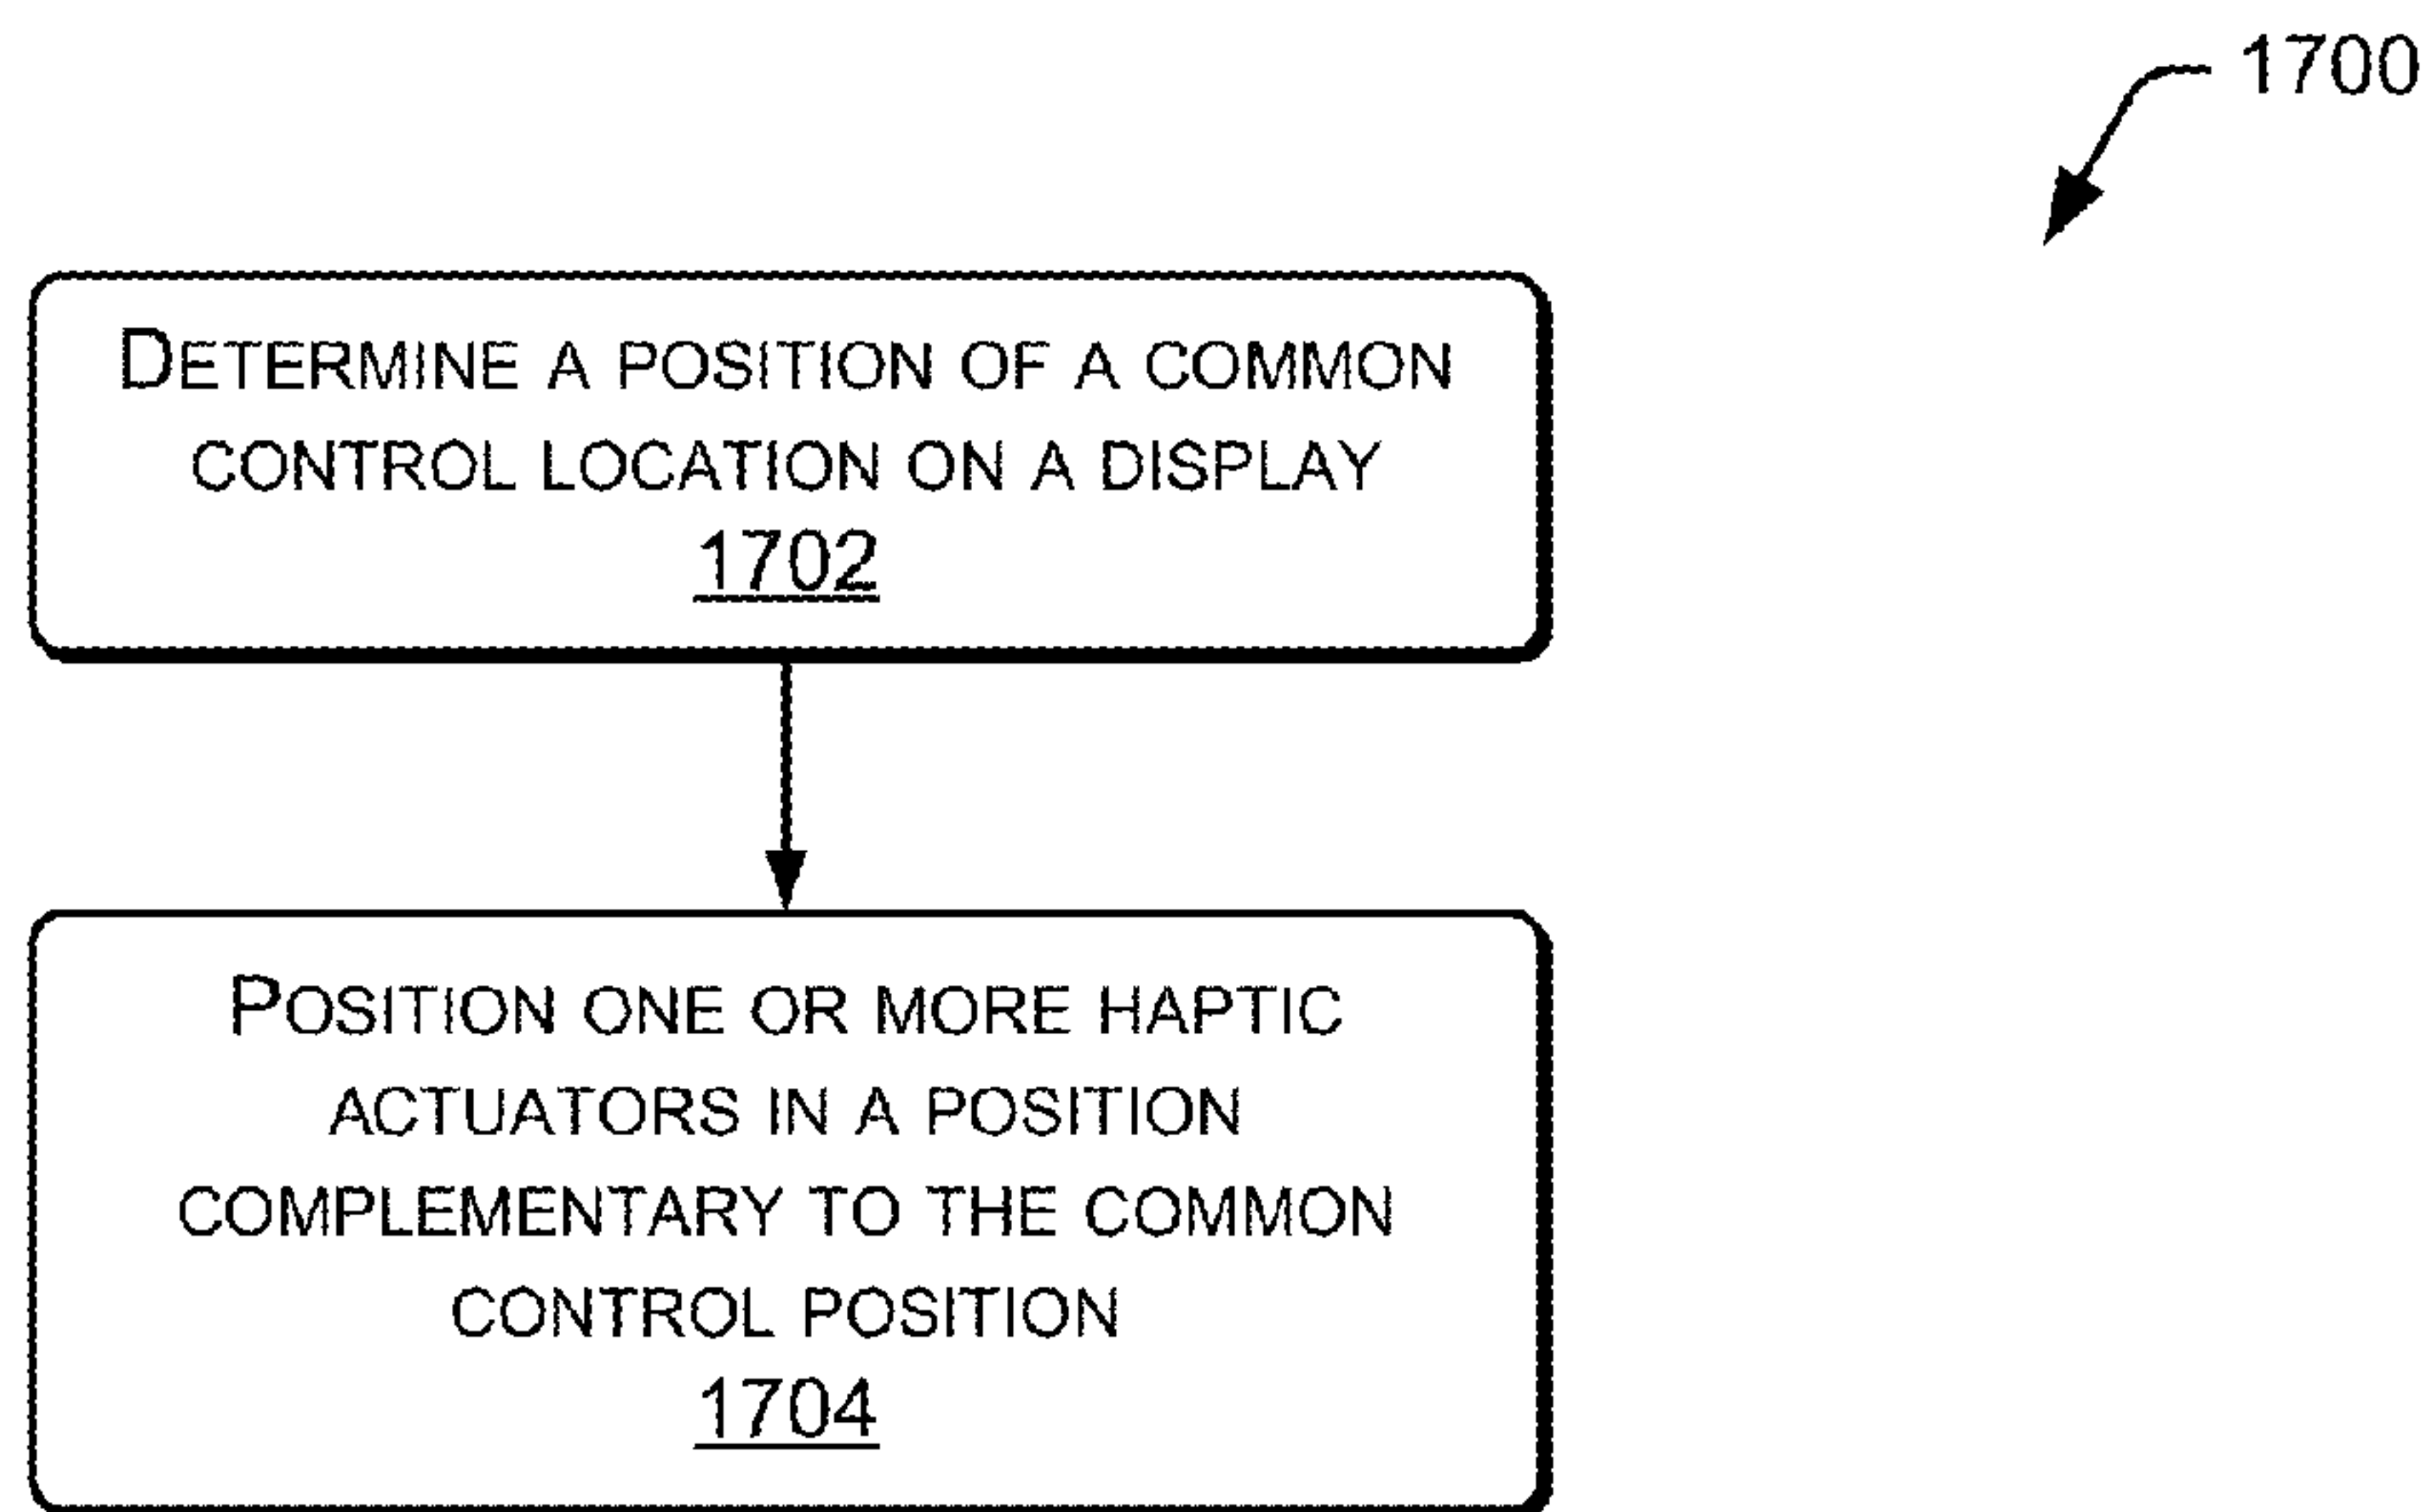 1700
DETERMINE A POSITION OF A COMMON
CONTROL LOCATION ON A DISPLAY
1702
POSITION ONE OR MORE HAPTIC
ACTUATORS IN A POSITION
COMPLEMENTARY TO THE COMMON
CONTROL POSITION
1704